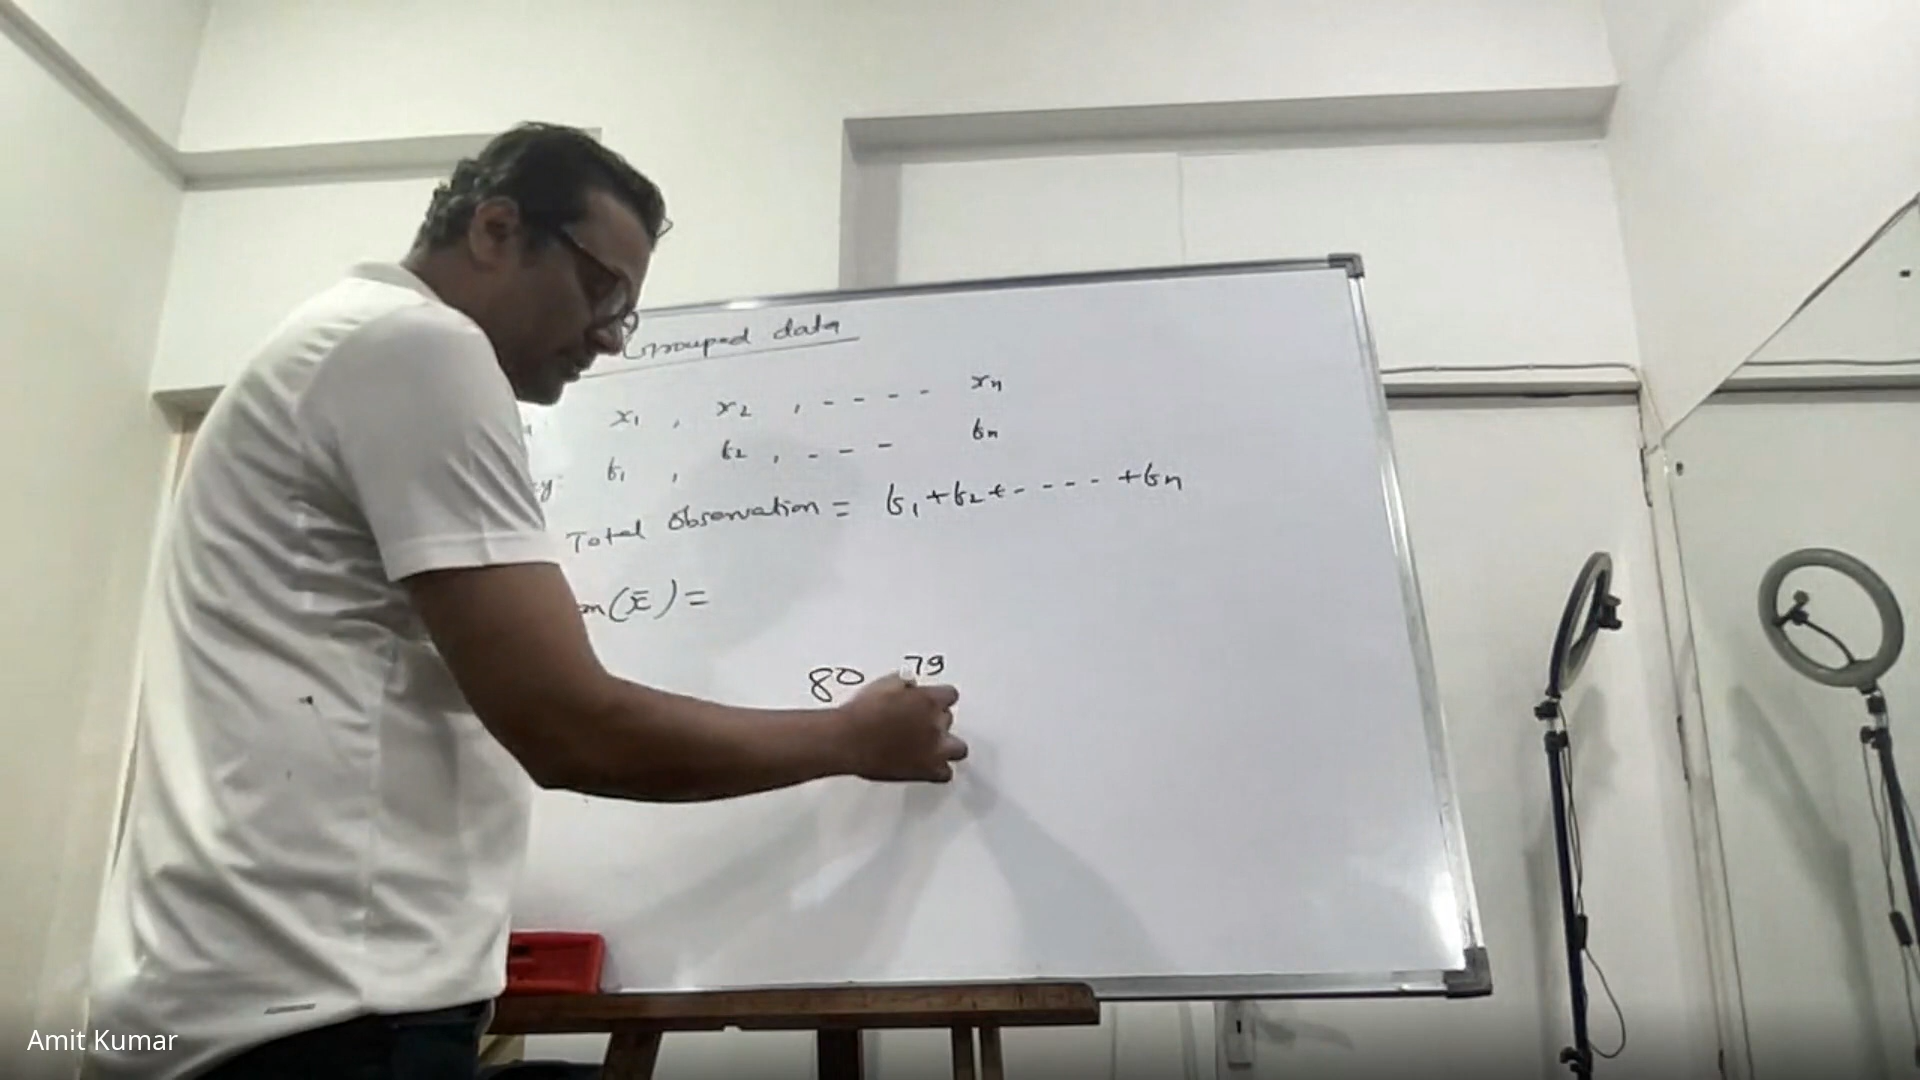 Grouped data
x₁ , x₂ , - - - - xₙ
y: f₁ , f₂ , - - - fₙ
Total Observation = f₁+f₂+- - - - +fₙ
(x̄) =
80 79
Amit Kumar